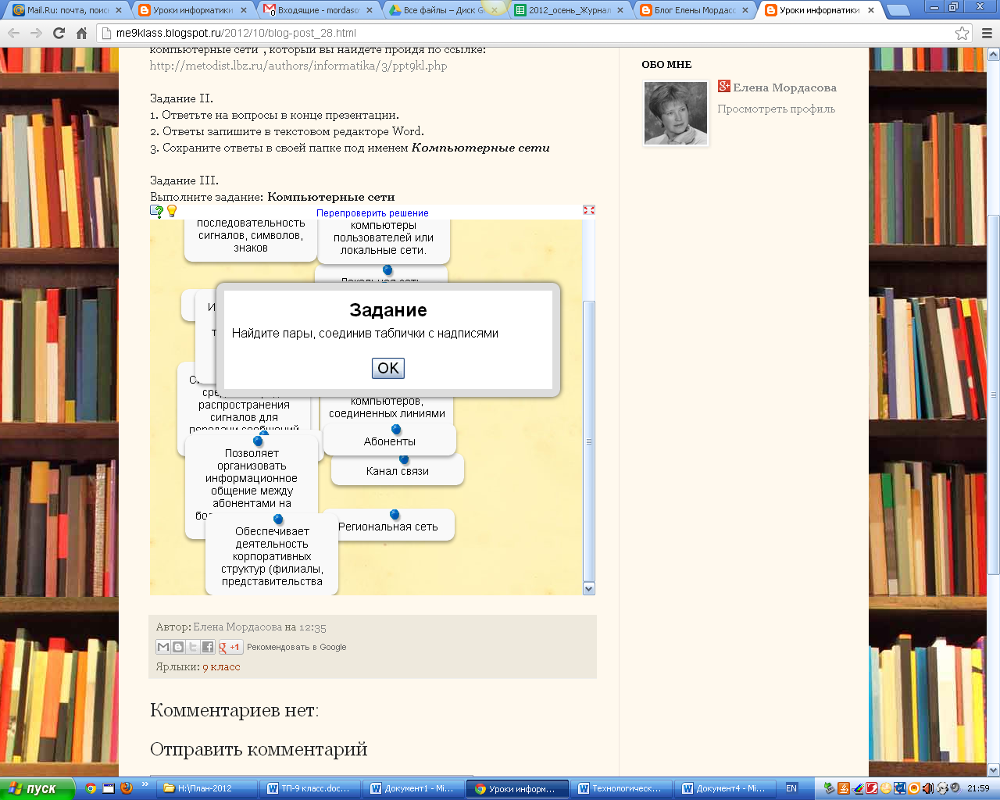 Mail.Ru: почта, поис
Уроки информатики
Входящие - mordaso
Все файлы – Диск G
2012_осень_Журнал
Блог Елены Мордасо
Уроки информатики
me9klass.blogspot.ru/2012/10/blog-post_28.html
компьютерные сети", который вы найдете пройдя по ссылке:
http://metodist.lbz.ru/authors/informatika/3/ppt9kl.php
Задание II.
1. Ответьте на вопросы в конце презентации.
2. Ответы запишите в текстовом редакторе Word.
3. Сохраните ответы в своей папке под именем Компьютерные сети
Задание III.
Выполните задание: Компьютерные сети
Перепроверить решение
последовательность
сигналов, символов,
знаков
компьютеры
пользователей или
локальные сети.
Локальная сеть
Задание
Найдите пары, соединив таблички с надписями
OK
распространения
сигналов для
передачи сообщений
компьютеров,
соединенных линиями
Абоненты
Канал связи
Позволяет
организовать
информационное
общение между
абонентами на
Региональная сеть
Обеспечивает
деятельность
корпоративных
структур (филиалы,
представительства
Автор: Елена Мордасова на 12:35
g +1 Рекомендовать в Google
Ярлыки: 9 класс
Комментариев нет:
Отправить комментарий
ОБО МНЕ
Елена Мордасова
Просмотреть профиль
пуск
H:\План-2012
ТП-9 класс.doc...
Документ1 - Mi...
Уроки информ...
Технологическ...
Документ4 - Mi...
EN
21:59